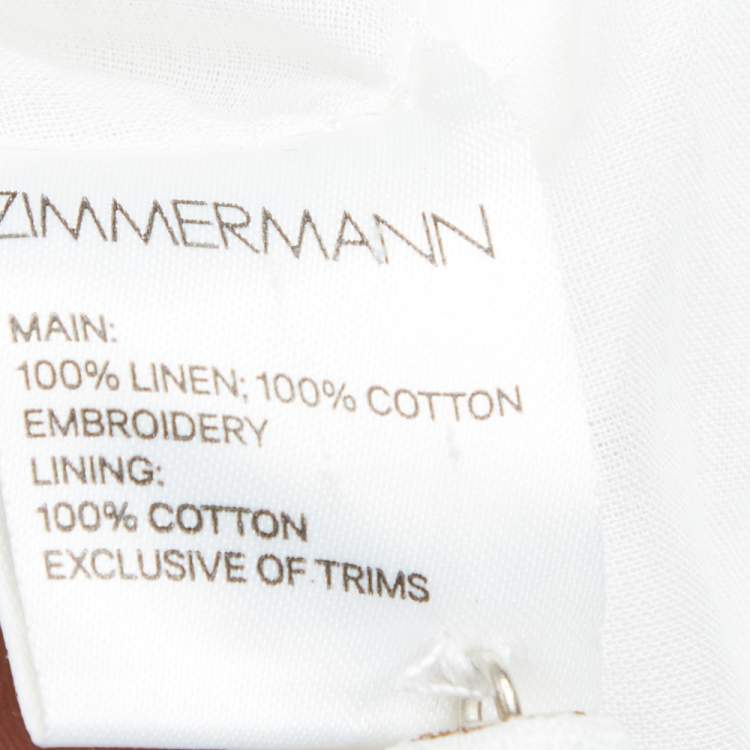 ZIMMERMANN
MAIN:
100% LINEN; 100% COTTON
EMBROIDERY
LINING:
100% COTTON
EXCLUSIVE OF TRIMS